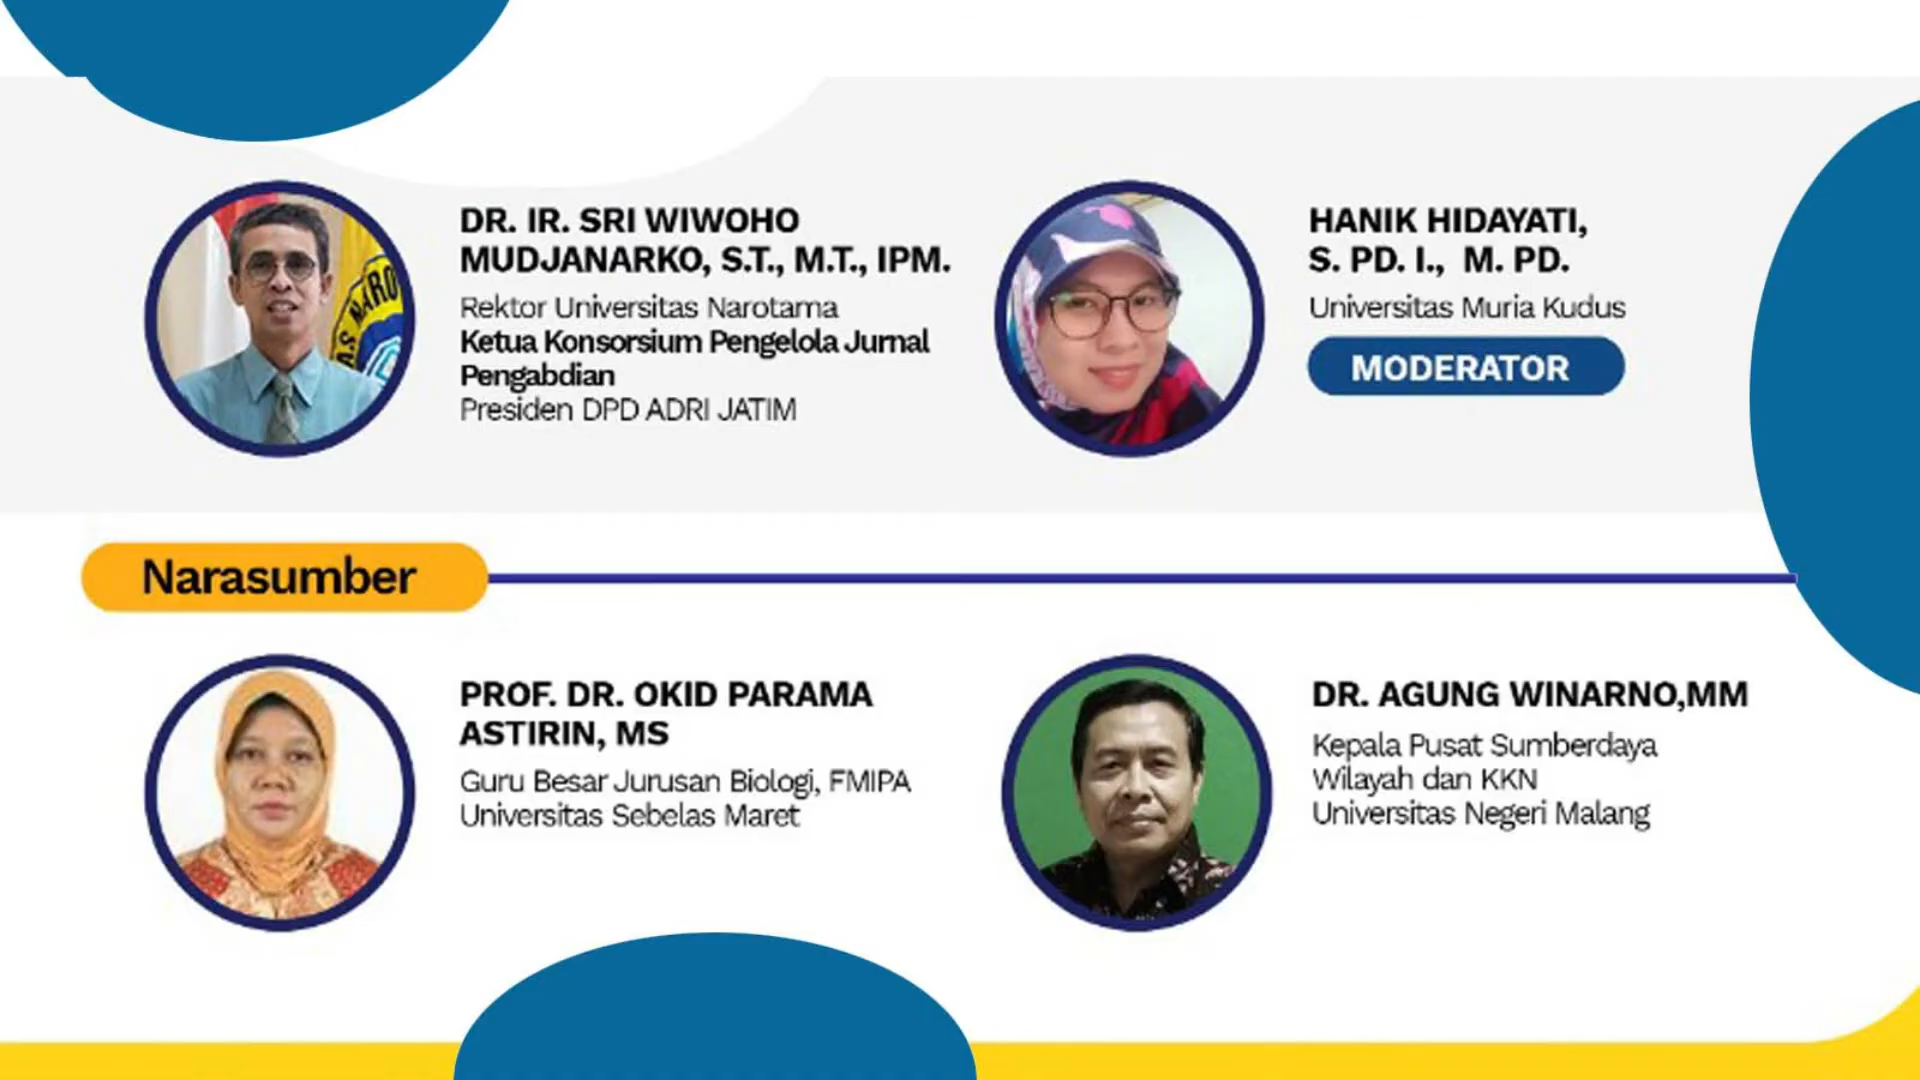 DR. IR. SRI WIWOHO
MUDJANARKO, S.T., M.T., IPM.
Rektor Universitas Narotama
Ketua Konsorsium Pengelola Jurnal
Pengabdian
Presiden DPD ADRI JATIM
HANIK HIDAYATI,
S. PD. I., M. PD.
Universitas Muria Kudus
MODERATOR
Narasumber
PROF. DR. OKID PARAMA
ASTIRIN, MS
Guru Besar Jurusan Biologi, FMIPA
Universitas Sebelas Maret
DR. AGUNG WINARNO,MM
Kepala Pusat Sumberdaya
Wilayah dan KKN
Universitas Negeri Malang